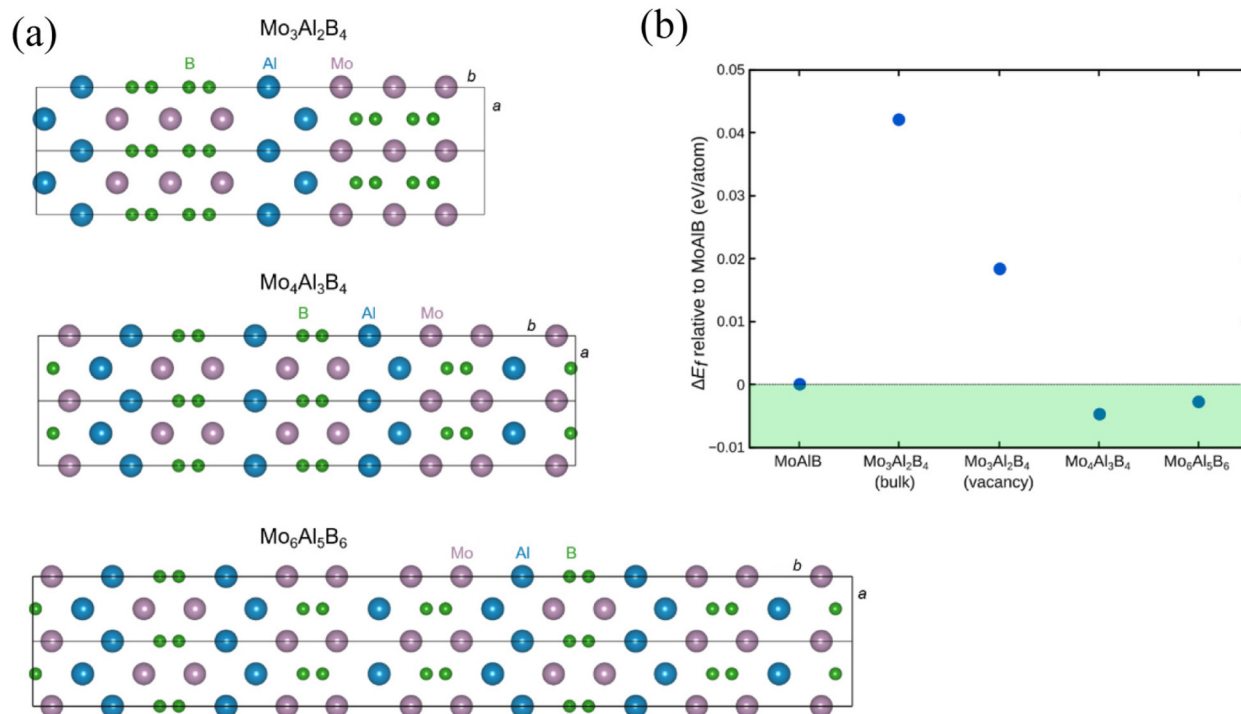 (a)
Mo₃Al₂B₄
B Al Mo b
a
Mo₄Al₃B₄
B Al Mo b
a
Mo₆Al₅B₆
Mo Al B b
a
(b)
ΔEf relative to MoAlB (eV/atom)
0.05
0.04
0.03
0.02
0.01
0
−0.01
MoAlB Mo₃Al₂B₄ Mo₃Al₂B₄ Mo₄Al₃B₄ Mo₆Al₅B₆
(bulk) (vacancy)